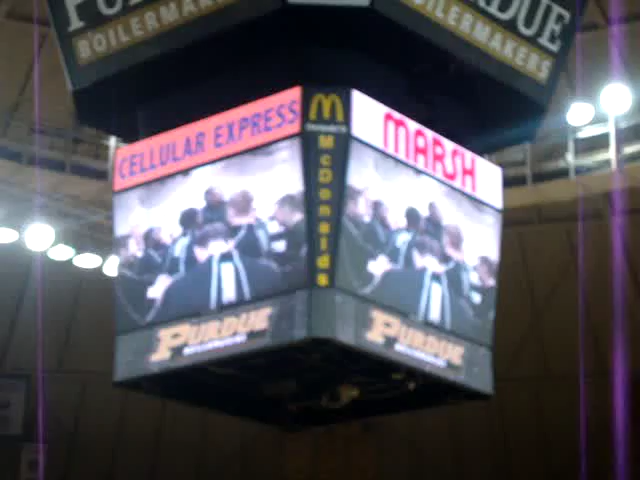 PURDUE
BOILERMAKERS
BOILERMAKERS
CELLULAR EXPRESS
M
McDonalds
MARSH
PURDUE
PURDUE